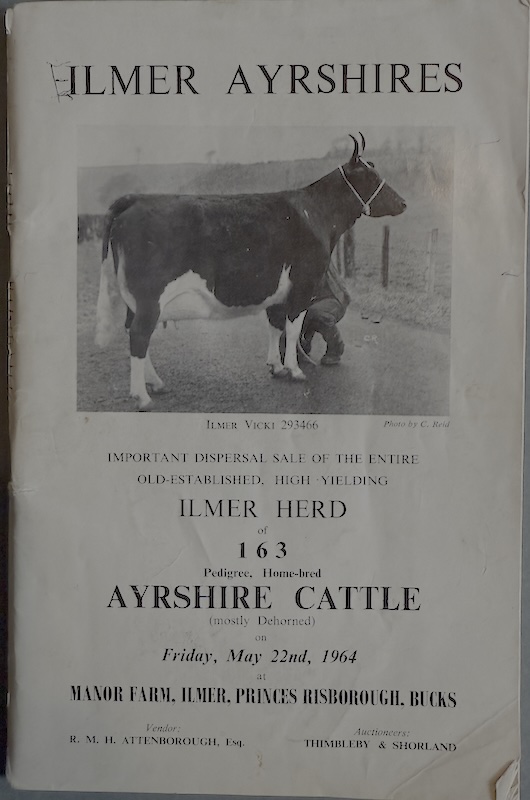 ILMER AYRSHIRES
9
ILMER VICKI 293466
Photo by C. Reid
IMPORTANT DISPERSAL SALE OF THE ENTIRE
OLD-ESTABLISHED, HIGH YIELDING
ILMER HERD
of
163
Pedigree, Home-bred
AYRSHIRE CATTLE
(mostly Dehorned)
on
Friday, May 22nd, 1964
at
MANOR FARM, ILMER, PRINCES RISBOROUGH, BUCKS
Vendor:
R. M. H. ATTENBOROUGH, Esq.
Auctioneers:
THIMBLEBY & SHORLAND